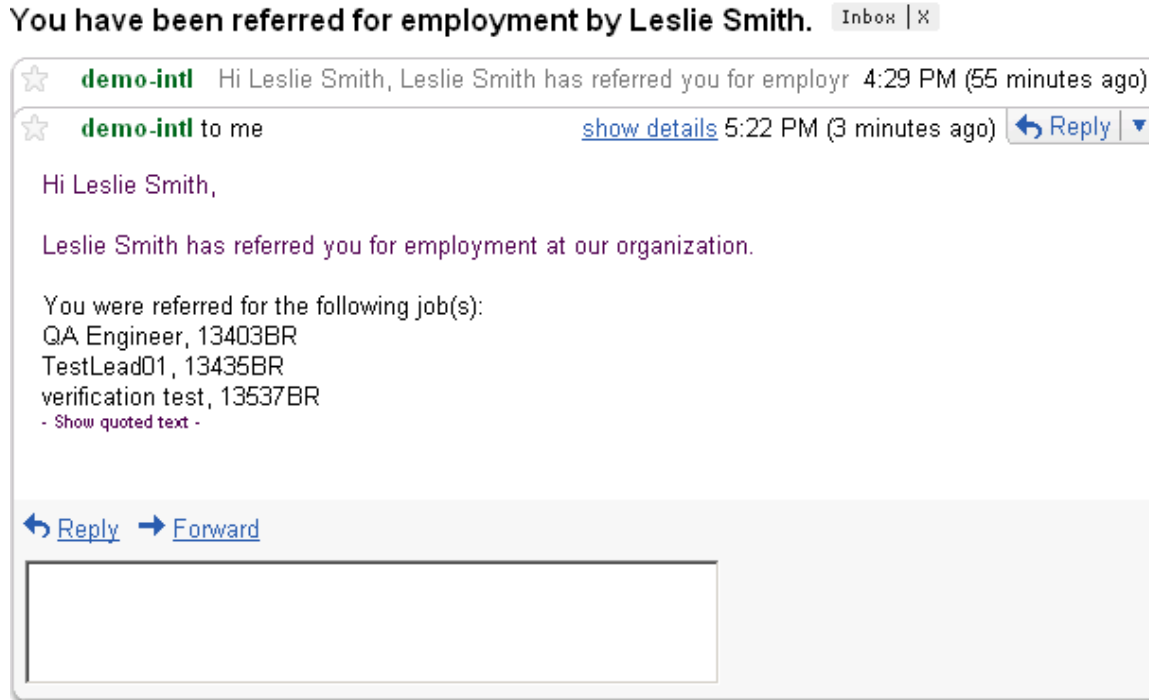 You have been referred for employment by Leslie Smith. Inbox | X
demo-intl Hi Leslie Smith, Leslie Smith has referred you for employr 4:29 PM (55 minutes ago)
demo-intl to me show details 5:22 PM (3 minutes ago) Reply
Hi Leslie Smith,
Leslie Smith has referred you for employment at our organization.
You were referred for the following job(s):
QA Engineer, 13403BR
TestLead01, 13435BR
verification test, 13537BR
- Show quoted text -
Reply Forward